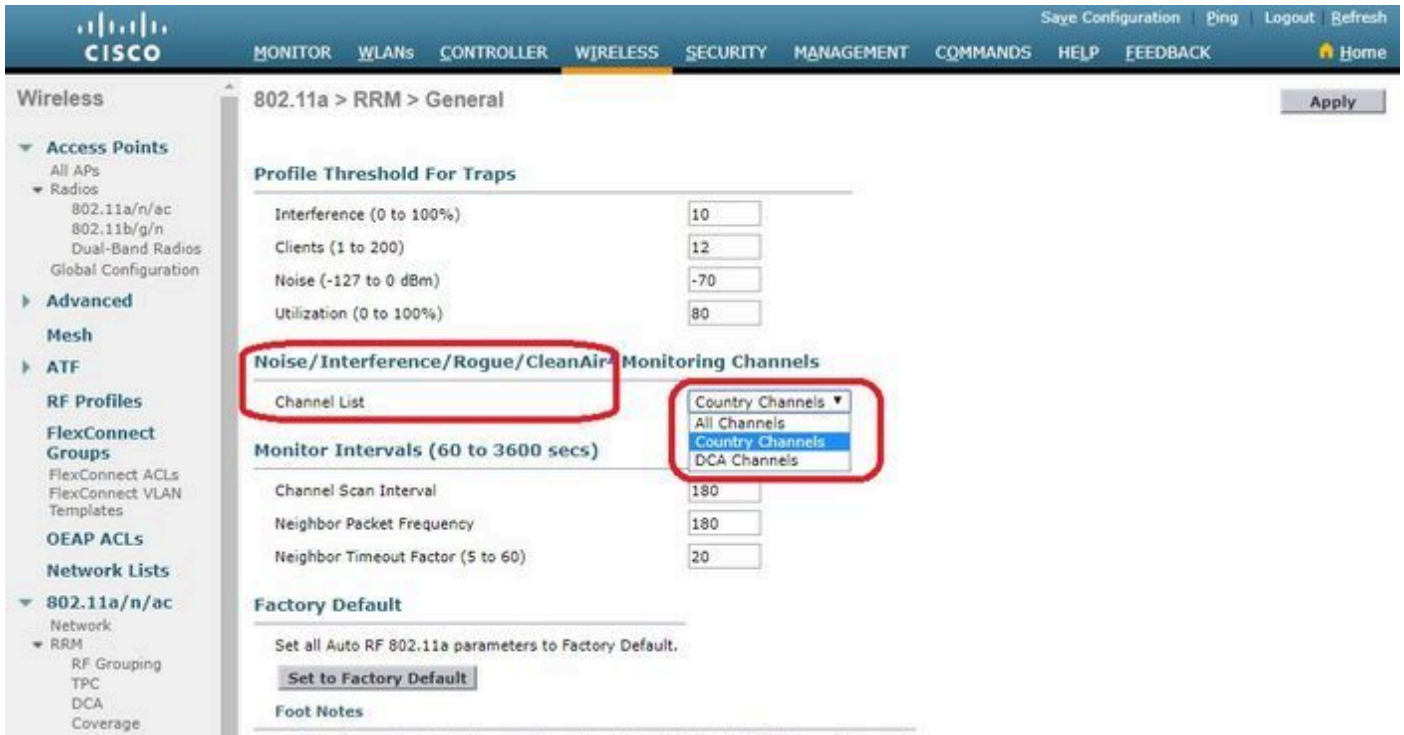 Save Configuration Ping Logout Refresh
CISCO
MONITOR WLANs CONTROLLER WIRELESS SECURITY MANAGEMENT COMMANDS HELP FEEDBACK Home
Wireless
Access Points
All APs
Radios
802.11a/n/ac
802.11b/g/n
Dual-Band Radios
Global Configuration
Advanced
Mesh
ATF
RF Profiles
FlexConnect
Groups
FlexConnect ACLs
FlexConnect VLAN
Templates
OEAP ACLs
Network Lists
802.11a/n/ac
Network
RRM
RF Grouping
TPC
DCA
Coverage
802.11a > RRM > General
Apply
Profile Threshold For Traps
Interference (0 to 100%) 10
Clients (1 to 200) 12
Noise (-127 to 0 dBm) -70
Utilization (0 to 100%) 80
Noise/Interference/Rogue/CleanAir Monitoring Channels
Channel List Country Channels
All Channels
Country Channels
DCA Channels
Monitor Intervals (60 to 3600 secs)
Channel Scan Interval 180
Neighbor Packet Frequency 180
Neighbor Timeout Factor (5 to 60) 20
Factory Default
Set all Auto RF 802.11a parameters to Factory Default.
Set to Factory Default
Foot Notes